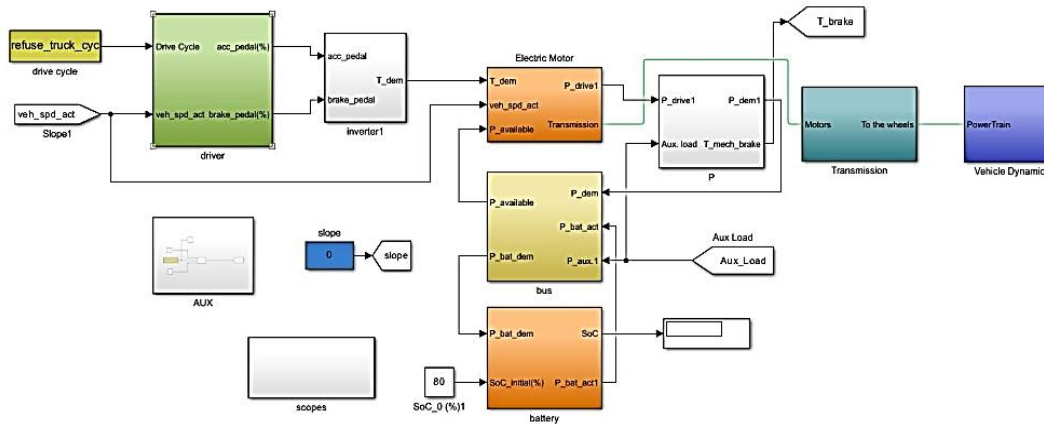 refuse_truck_cyc
drive cycle
veh_spd_act
Slope1
Drive Cycle
acc_pedal(%)
veh_spd_act
brake_pedal(%)
driver
acc_pedal
T_dem
brake_pedal
inverter1
Electric Motor
T_dem
P_drive1
veh_spd_act
Transmission
P_available
P_drive1
P_dem1
Aux. load
T_mech_brake
P
T_brake
Motors
To the wheels
Transmission
PowerTrain
Vehicle Dynamic
AUX
slope
0
slope
P_dem
P_available
P_bat_act
P_bat_dem
P_aux.1
bus
Aux Load
Aux_Load
P_bat_dem
SoC
SoC_initial(%)
P_bat_act1
battery
80
SoC_0 (%)1
scopes